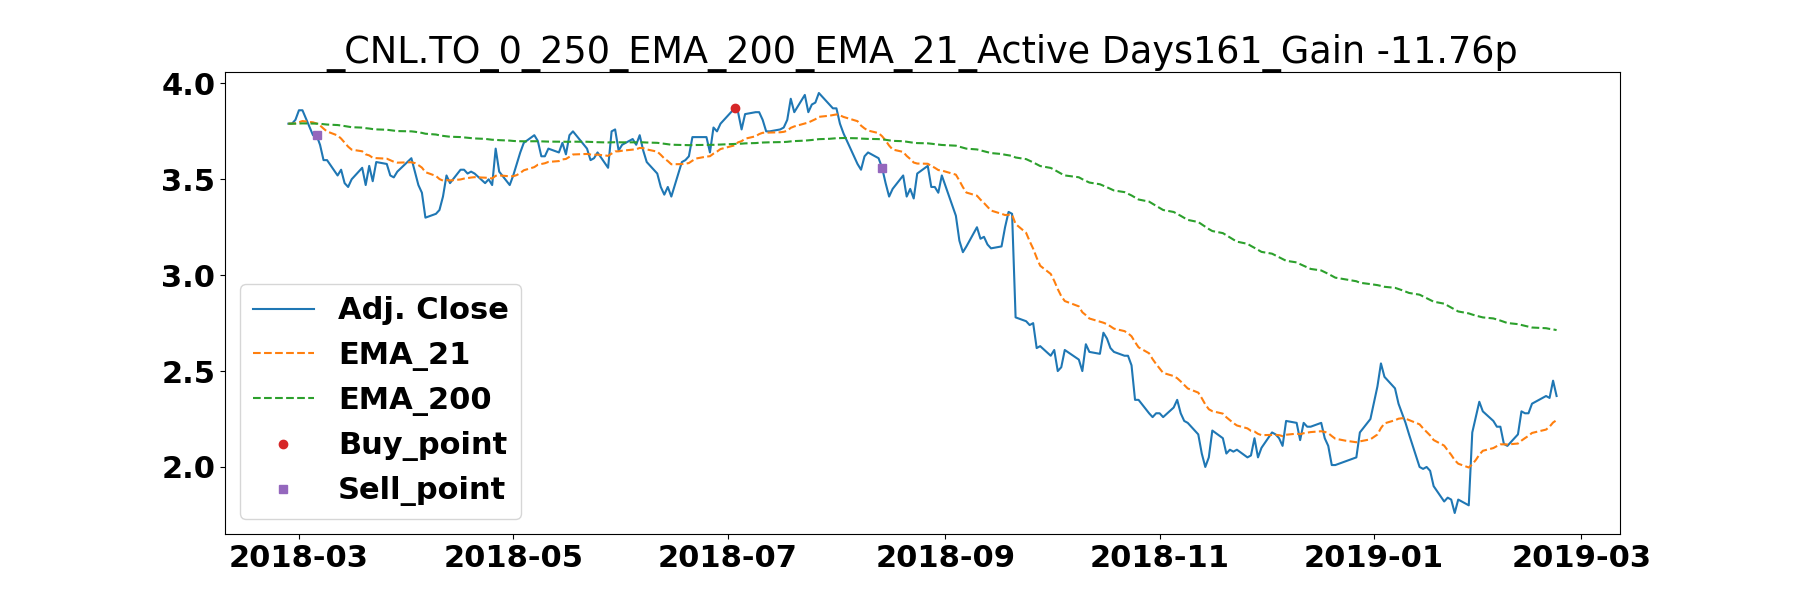 _CNL.TO_0_250_EMA_200_EMA_21_Active Days161_Gain -11.76p
4.0
3.5
3.0
2.5
2.0
Adj. Close
EMA_21
EMA_200
Buy_point
Sell_point
2018-03 2018-05 2018-07 2018-09 2018-11 2019-01 2019-03